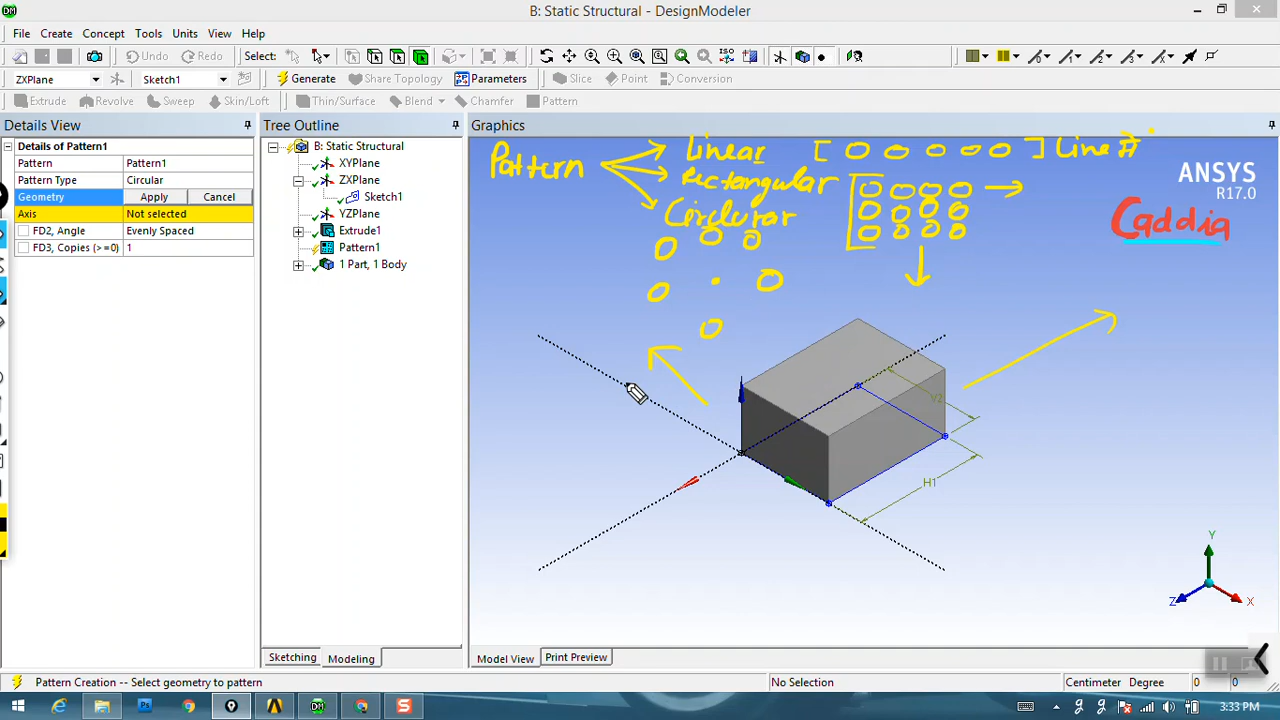 B: Static Structural - DesignModeler
File Create Concept Tools Units View Help
Undo Redo Select: ISO
ZXPlane Sketch1 Generate Share Topology Parameters Slice Point Conversion
Extrude Revolve Sweep Skin/Loft Thin/Surface Blend Chamfer Pattern
Details View
Details of Pattern1
Pattern Pattern1
Pattern Type Circular
Geometry Apply Cancel
Axis Not selected
FD2, Angle Evenly Spaced
FD3, Copies (>=0) 1
Tree Outline
B: Static Structural
XYPlane
ZXPlane
Sketch1
YZPlane
Extrude1
Pattern1
1 Part, 1 Body
Sketching Modeling
Graphics
Pattern
Linear
Rectangular
Circlurar
ANSYS
R17.0
Caddia
V2
H1
Y
Z
X
Model View Print Preview
Pattern Creation -- Select geometry to pattern No Selection Centimeter Degree 0 0
3:33 PM